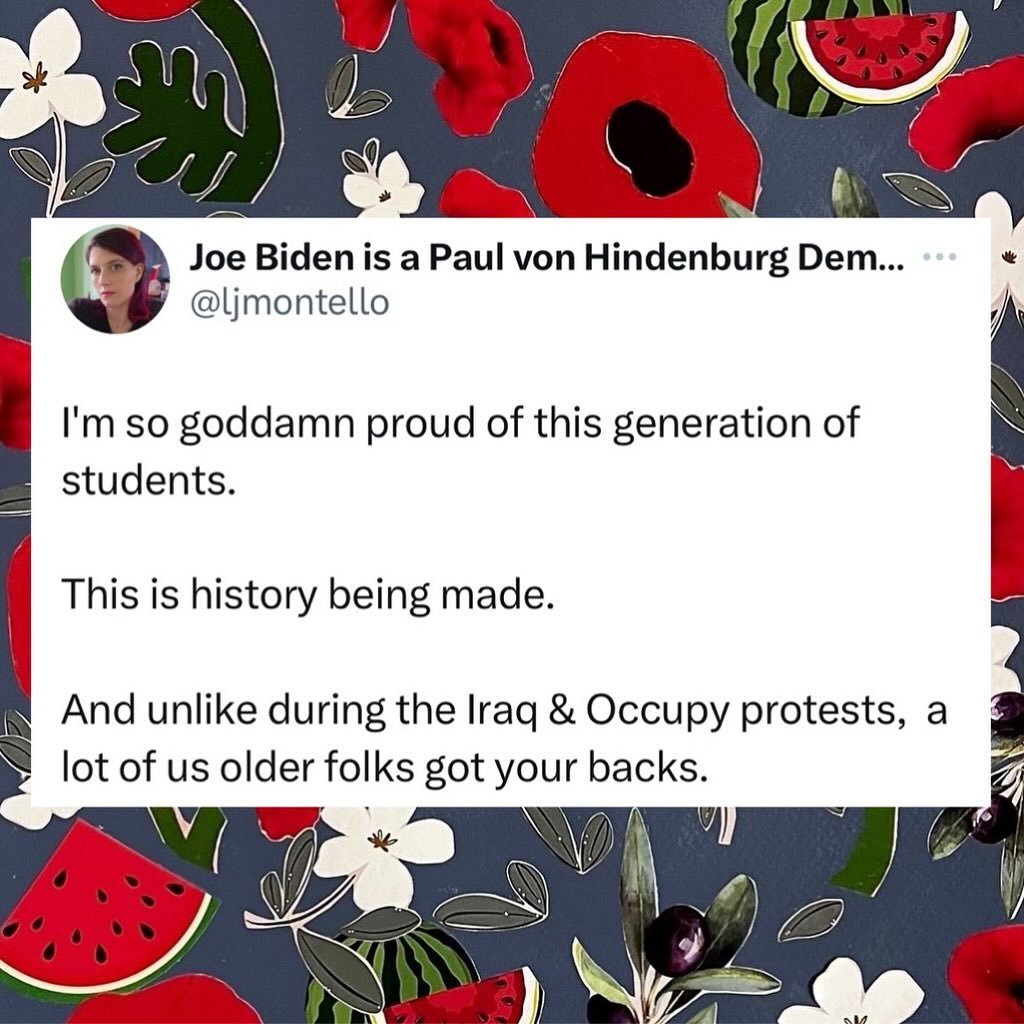 Joe Biden is a Paul von Hindenburg Dem...
@ljmontello
I'm so goddamn proud of this generation of
students.
This is history being made.
And unlike during the Iraq & Occupy protests, a
lot of us older folks got your backs.